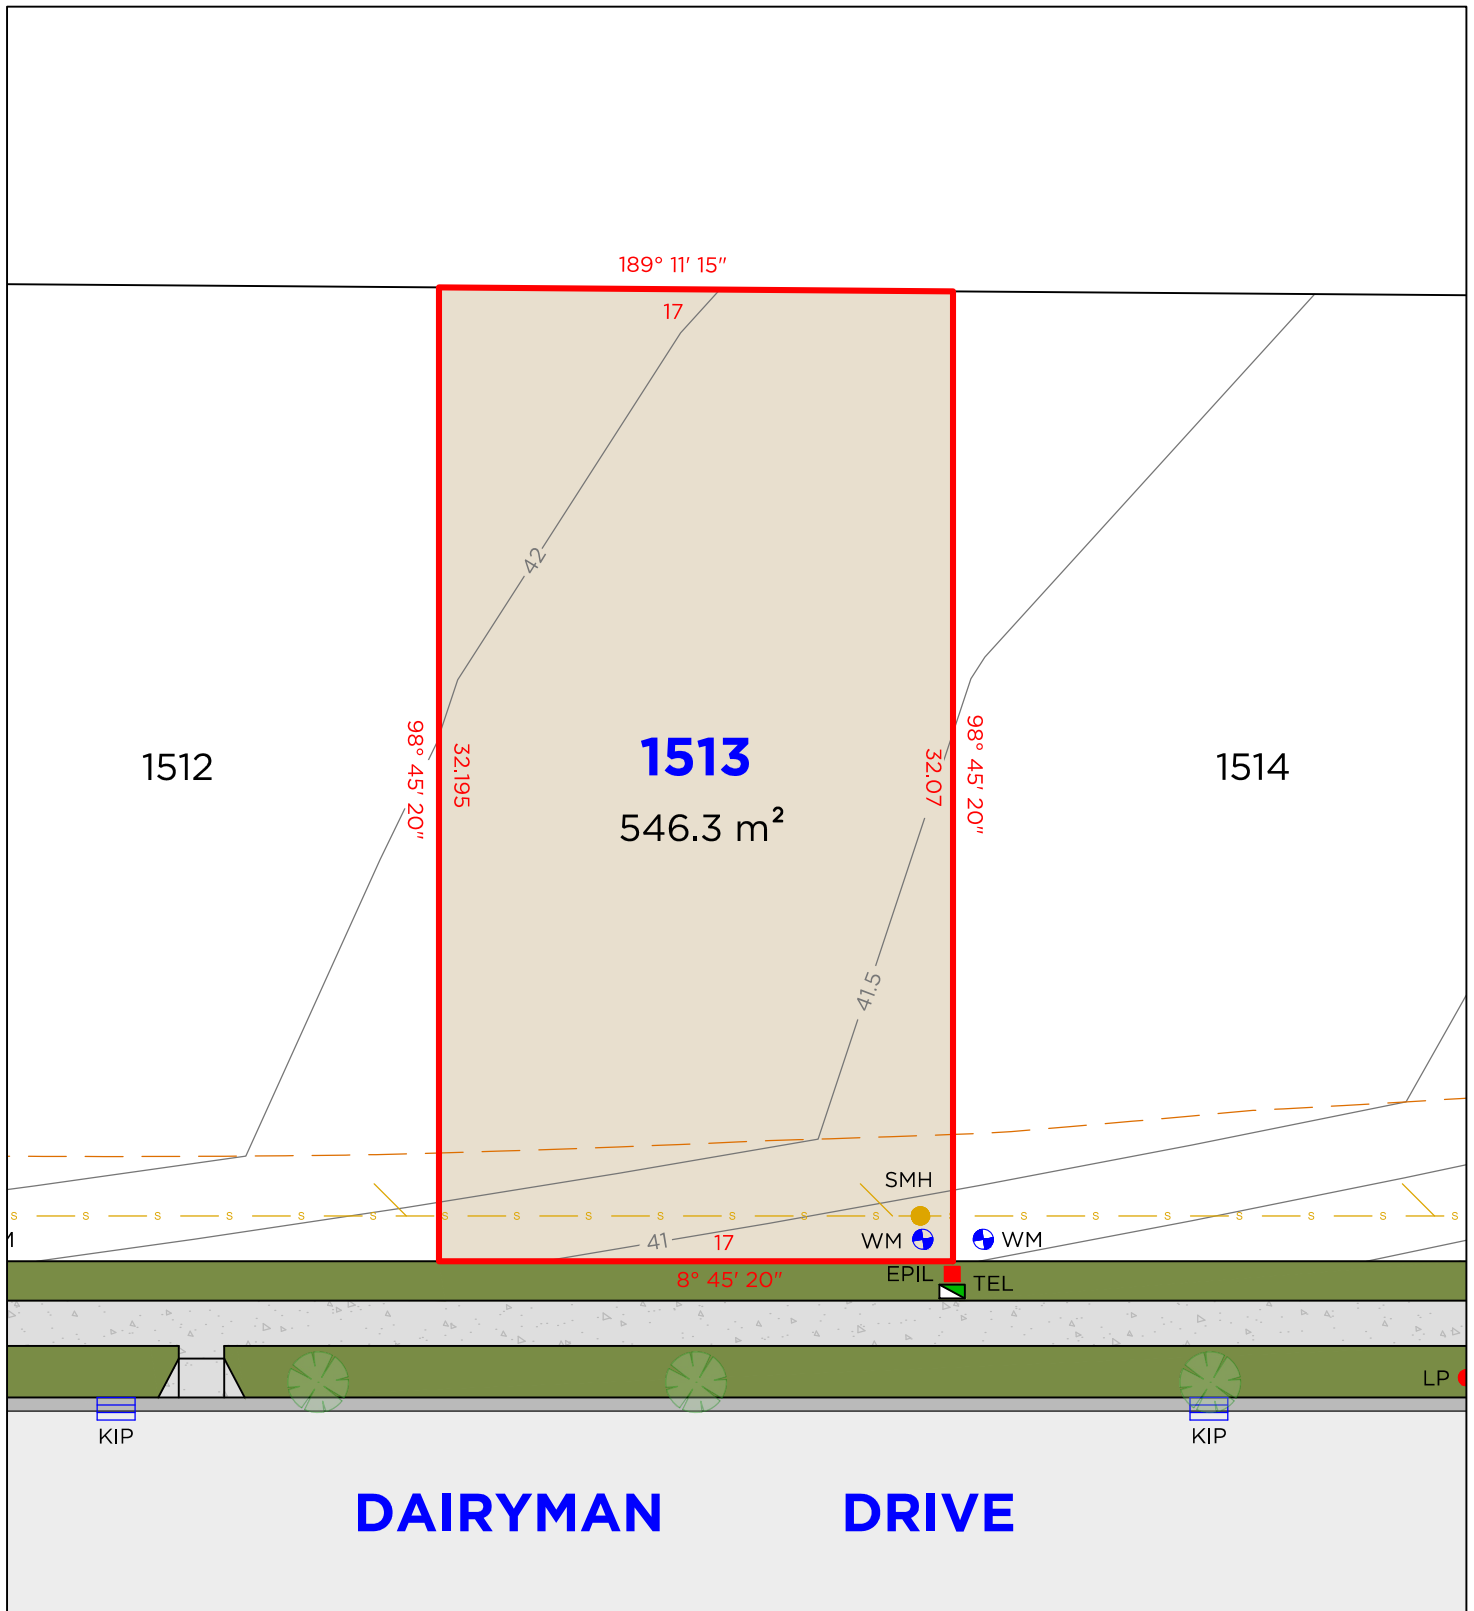 189° 11' 15"
17
42
1512
98° 45' 20"
32.195
1513
546.3 m²
32.07
98° 45' 20"
1514
41.5
SMH
S S S S S S S S S S S S S S S S S S S S
WM
WM
41
17
8° 45' 20"
EPIL
TEL
LP
KIP
KIP
DAIRYMAN DRIVE